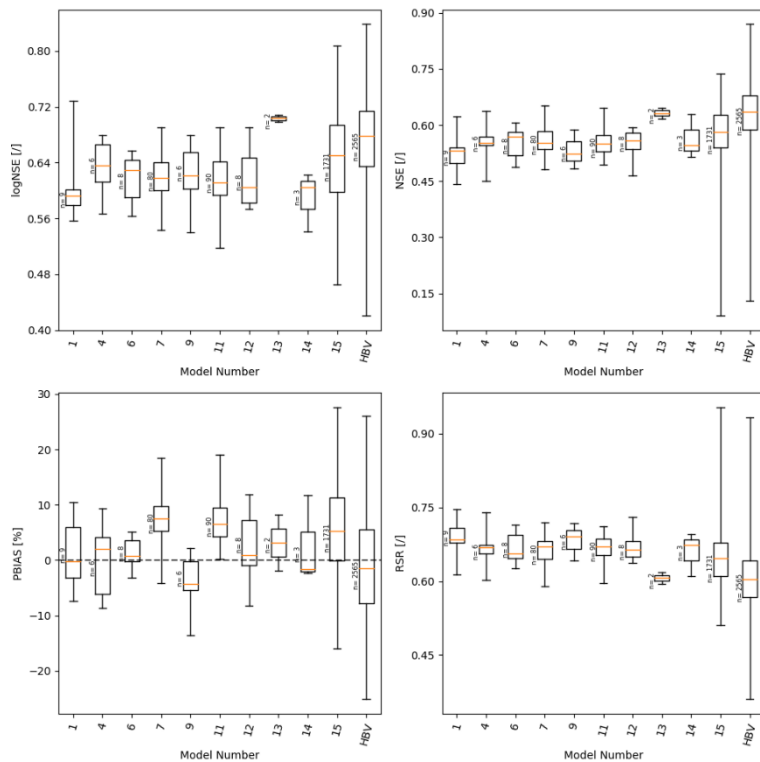 logNSE [/]
0.80
0.72
0.64
0.56
0.48
0.40
n= 9
n= 6
n= 8
n= 80
n= 6
n= 90
n= 8
n= 2
n= 3
n= 1731
n= 2565
1 4 6 7 9 11 12 13 14 15 HBV
Model Number
NSE [/]
0.90
0.75
0.60
0.45
0.30
0.15
n= 9
n= 6
n= 8
n= 80
n= 6
n= 90
n= 8
n= 2
n= 3
n= 1731
n= 2565
1 4 6 7 9 11 12 13 14 15 HBV
Model Number
PBIAS [%]
30
20
10
0
−10
−20
n= 9
n= 6
n= 8
n= 80
n= 6
n= 90
n= 8
n= 2
n= 3
n= 1731
n= 2565
1 4 6 7 9 11 12 13 14 15 HBV
Model Number
RSR [/]
0.90
0.75
0.60
0.45
n= 9
n= 6
n= 8
n= 80
n= 6
n= 90
n= 8
n= 2
n= 3
n= 1731
n= 2565
1 4 6 7 9 11 12 13 14 15 HBV
Model Number